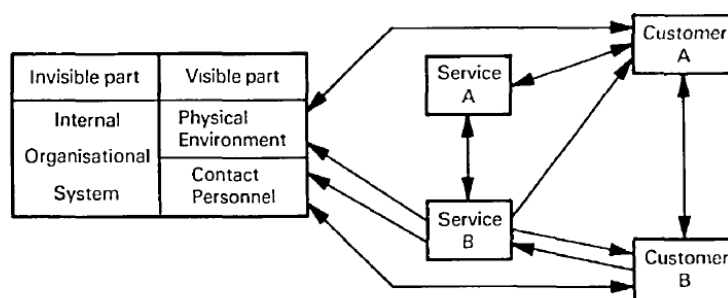 Invisible part
Visible part
Internal
Organisational
System
Physical
Environment
Contact
Personnel
Service
A
Service
B
Customer
A
Customer
B